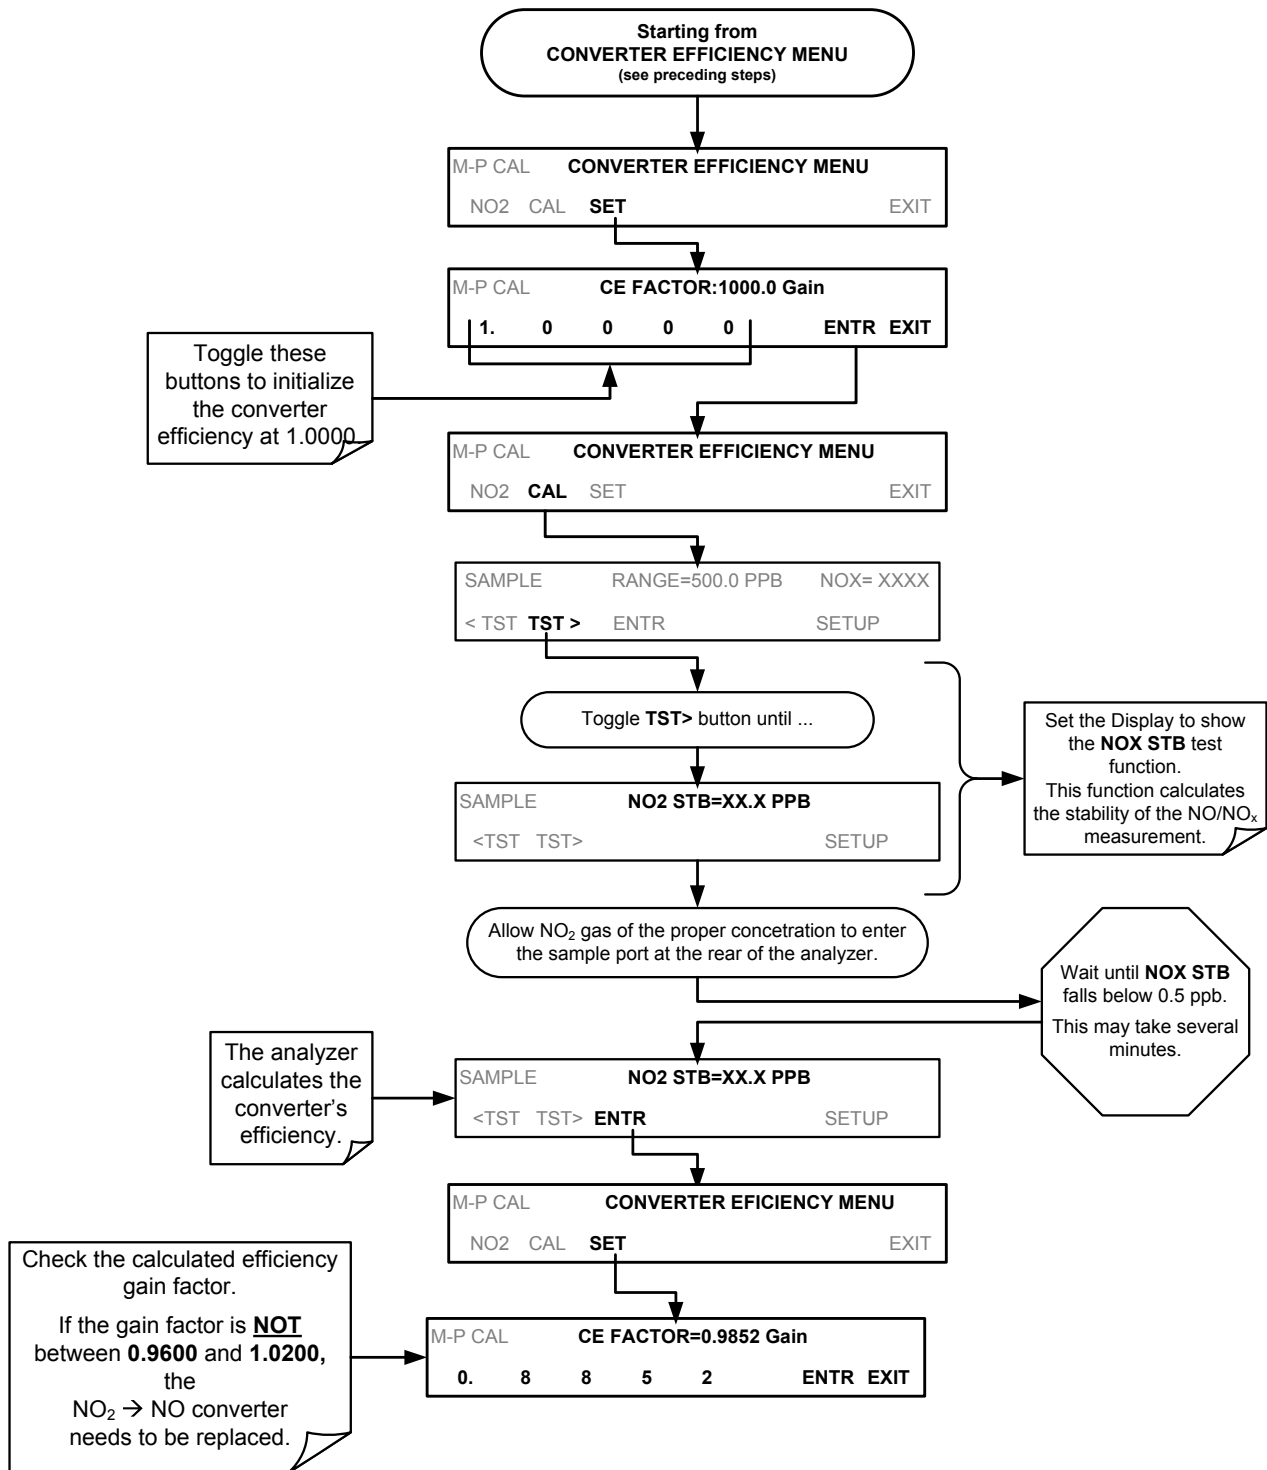 Starting from
CONVERTER EFFICIENCY MENU
(see preceding steps)
M-P CAL CONVERTER EFFICIENCY MENU
NO2 CAL SET EXIT
M-P CAL CE FACTOR:1000.0 Gain
1. 0 0 0 0 ENTR EXIT
Toggle these
buttons to initialize
the converter
efficiency at 1.0000
M-P CAL CONVERTER EFFICIENCY MENU
NO2 CAL SET EXIT
SAMPLE RANGE=500.0 PPB NOX= XXXX
< TST TST > ENTR SETUP
Toggle TST> button until ...
SAMPLE NO2 STB=XX.X PPB
<TST TST> SETUP
Set the Display to show
the NOX STB test
function.
This function calculates
the stability of the NO/NOₓ
measurement.
Allow NO₂ gas of the proper concetration to enter
the sample port at the rear of the analyzer.
Wait until NOX STB
falls below 0.5 ppb.
This may take several
minutes.
The analyzer
calculates the
converter's
efficiency.
SAMPLE NO2 STB=XX.X PPB
<TST TST> ENTR SETUP
M-P CAL CONVERTER EFICIENCY MENU
NO2 CAL SET EXIT
Check the calculated efficiency
gain factor.
If the gain factor is NOT
between 0.9600 and 1.0200,
the
NO₂ → NO converter
needs to be replaced.
M-P CAL CE FACTOR=0.9852 Gain
0. 8 8 5 2 ENTR EXIT